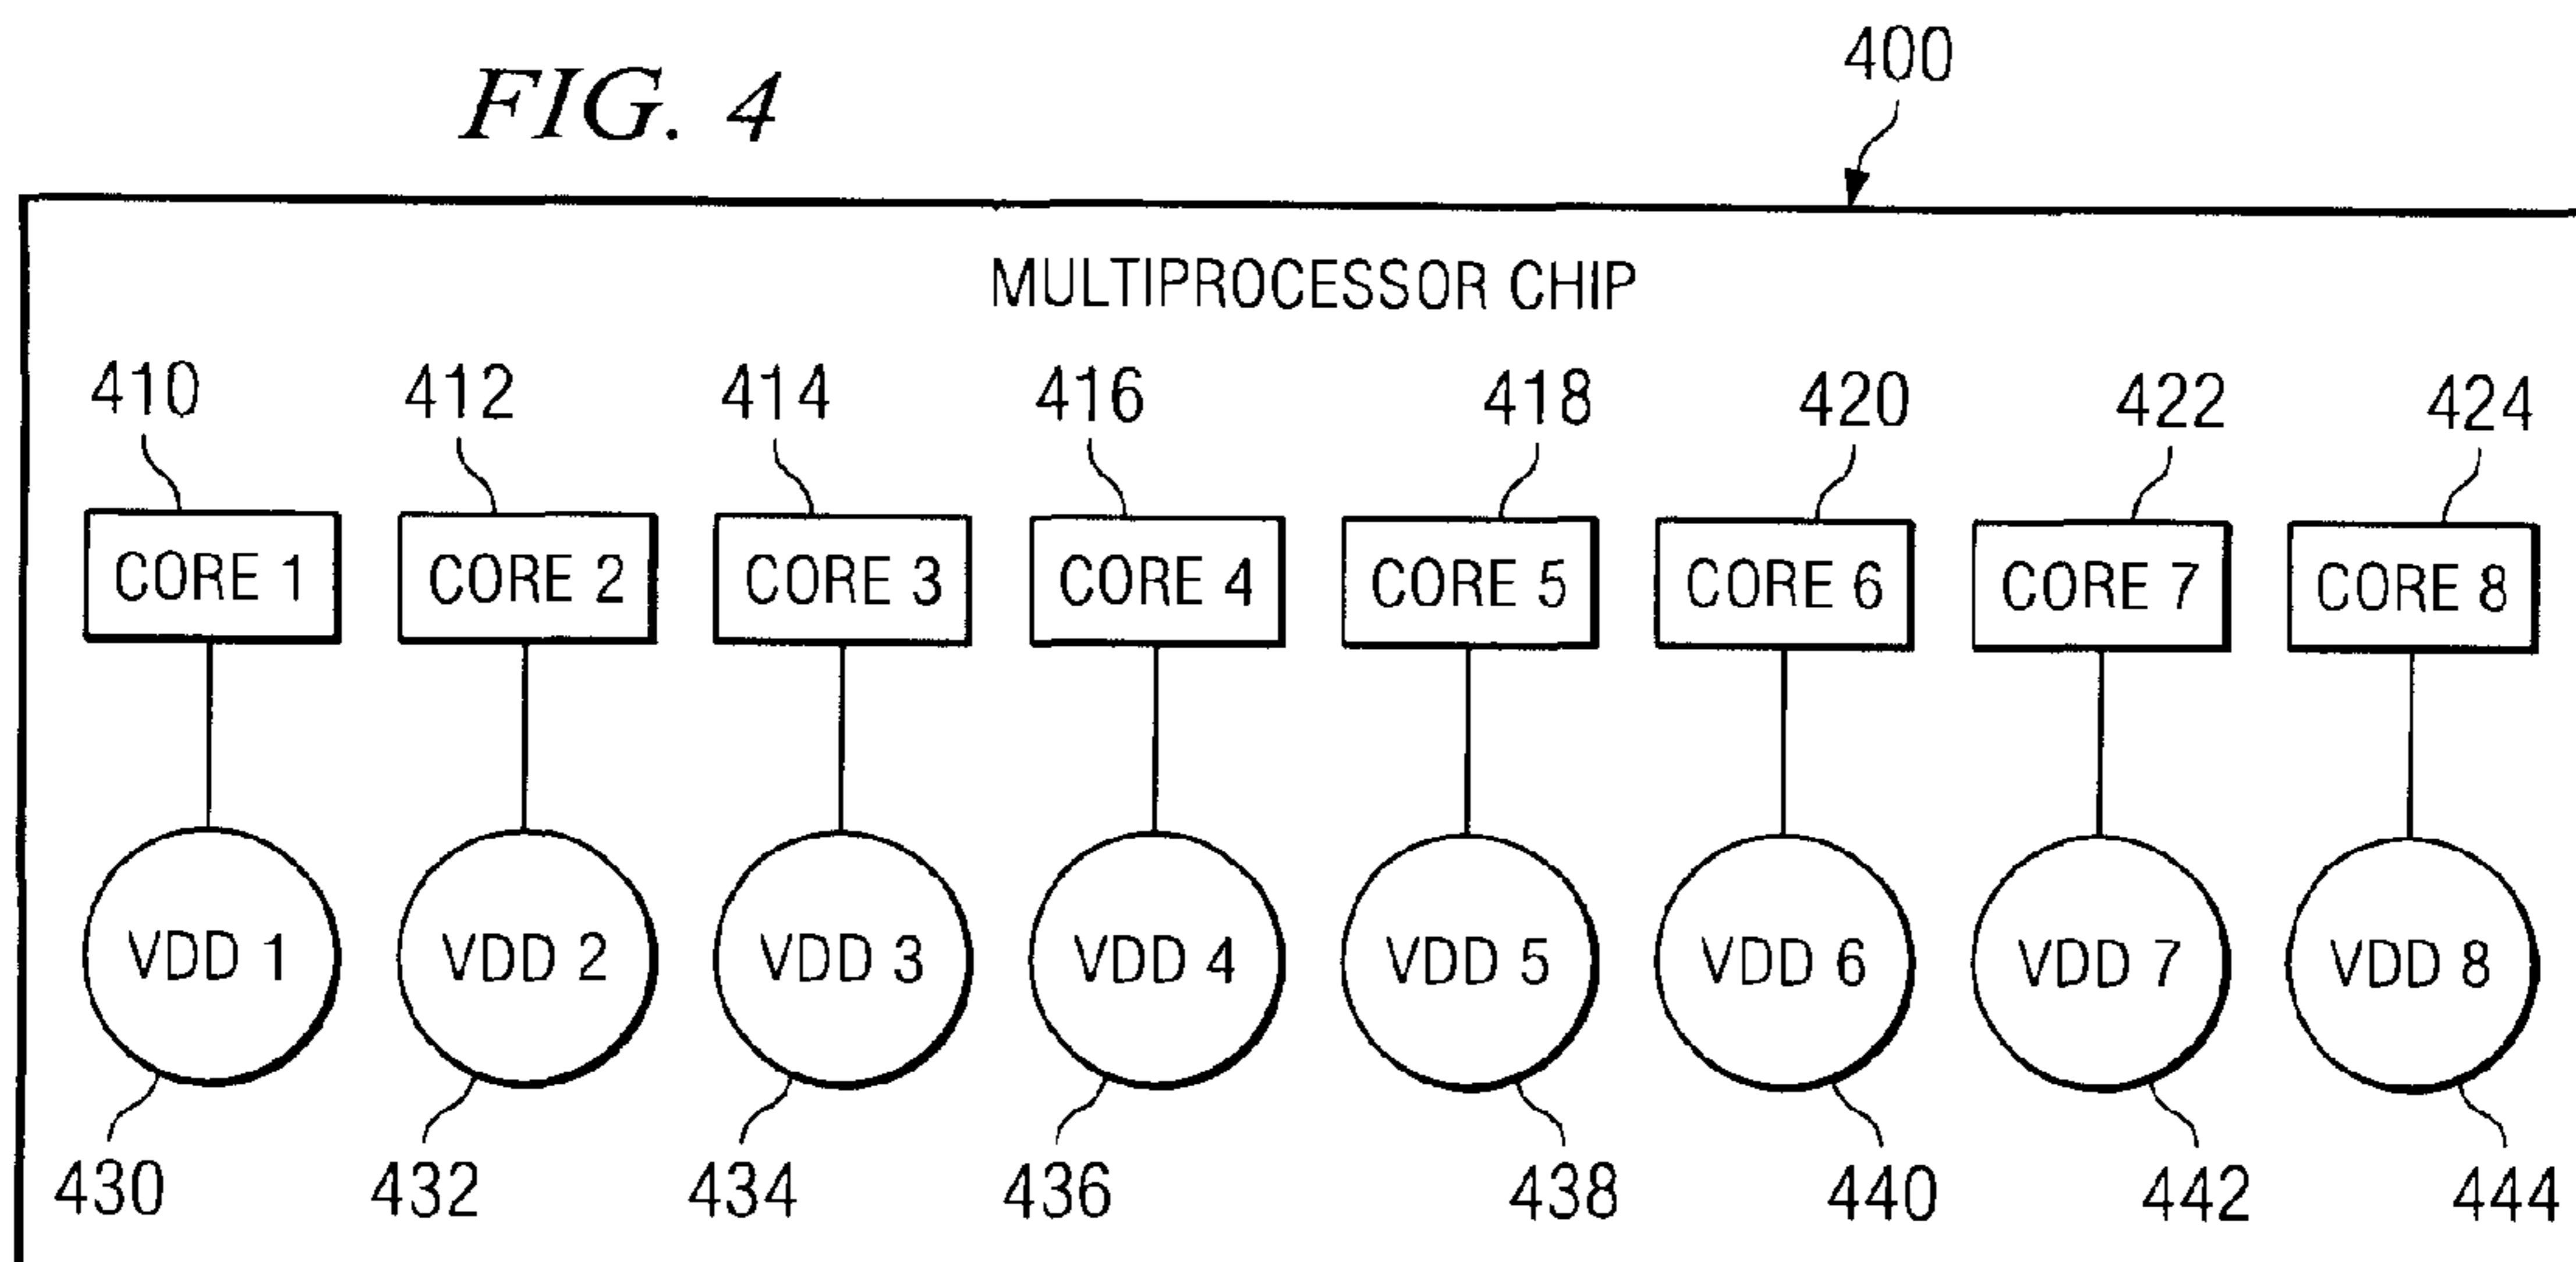 FIG. 4
400
MULTIPROCESSOR CHIP
410 412 414 416 418 420 422 424
CORE 1 CORE 2 CORE 3 CORE 4 CORE 5 CORE 6 CORE 7 CORE 8
VDD 1 VDD 2 VDD 3 VDD 4 VDD 5 VDD 6 VDD 7 VDD 8
430 432 434 436 438 440 442 444